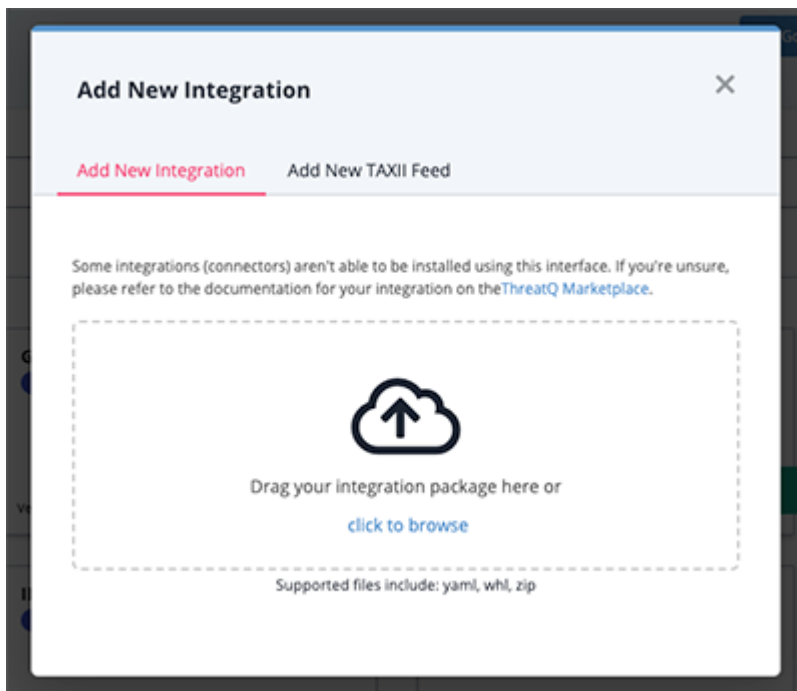 Add New Integration
Add New Integration
Add New TAXII Feed
Some integrations (connectors) aren't able to be installed using this interface. If you're unsure,
please refer to the documentation for your integration on theThreatQ Marketplace.
Drag your integration package here or
click to browse
Supported files include: yaml, whl, zip